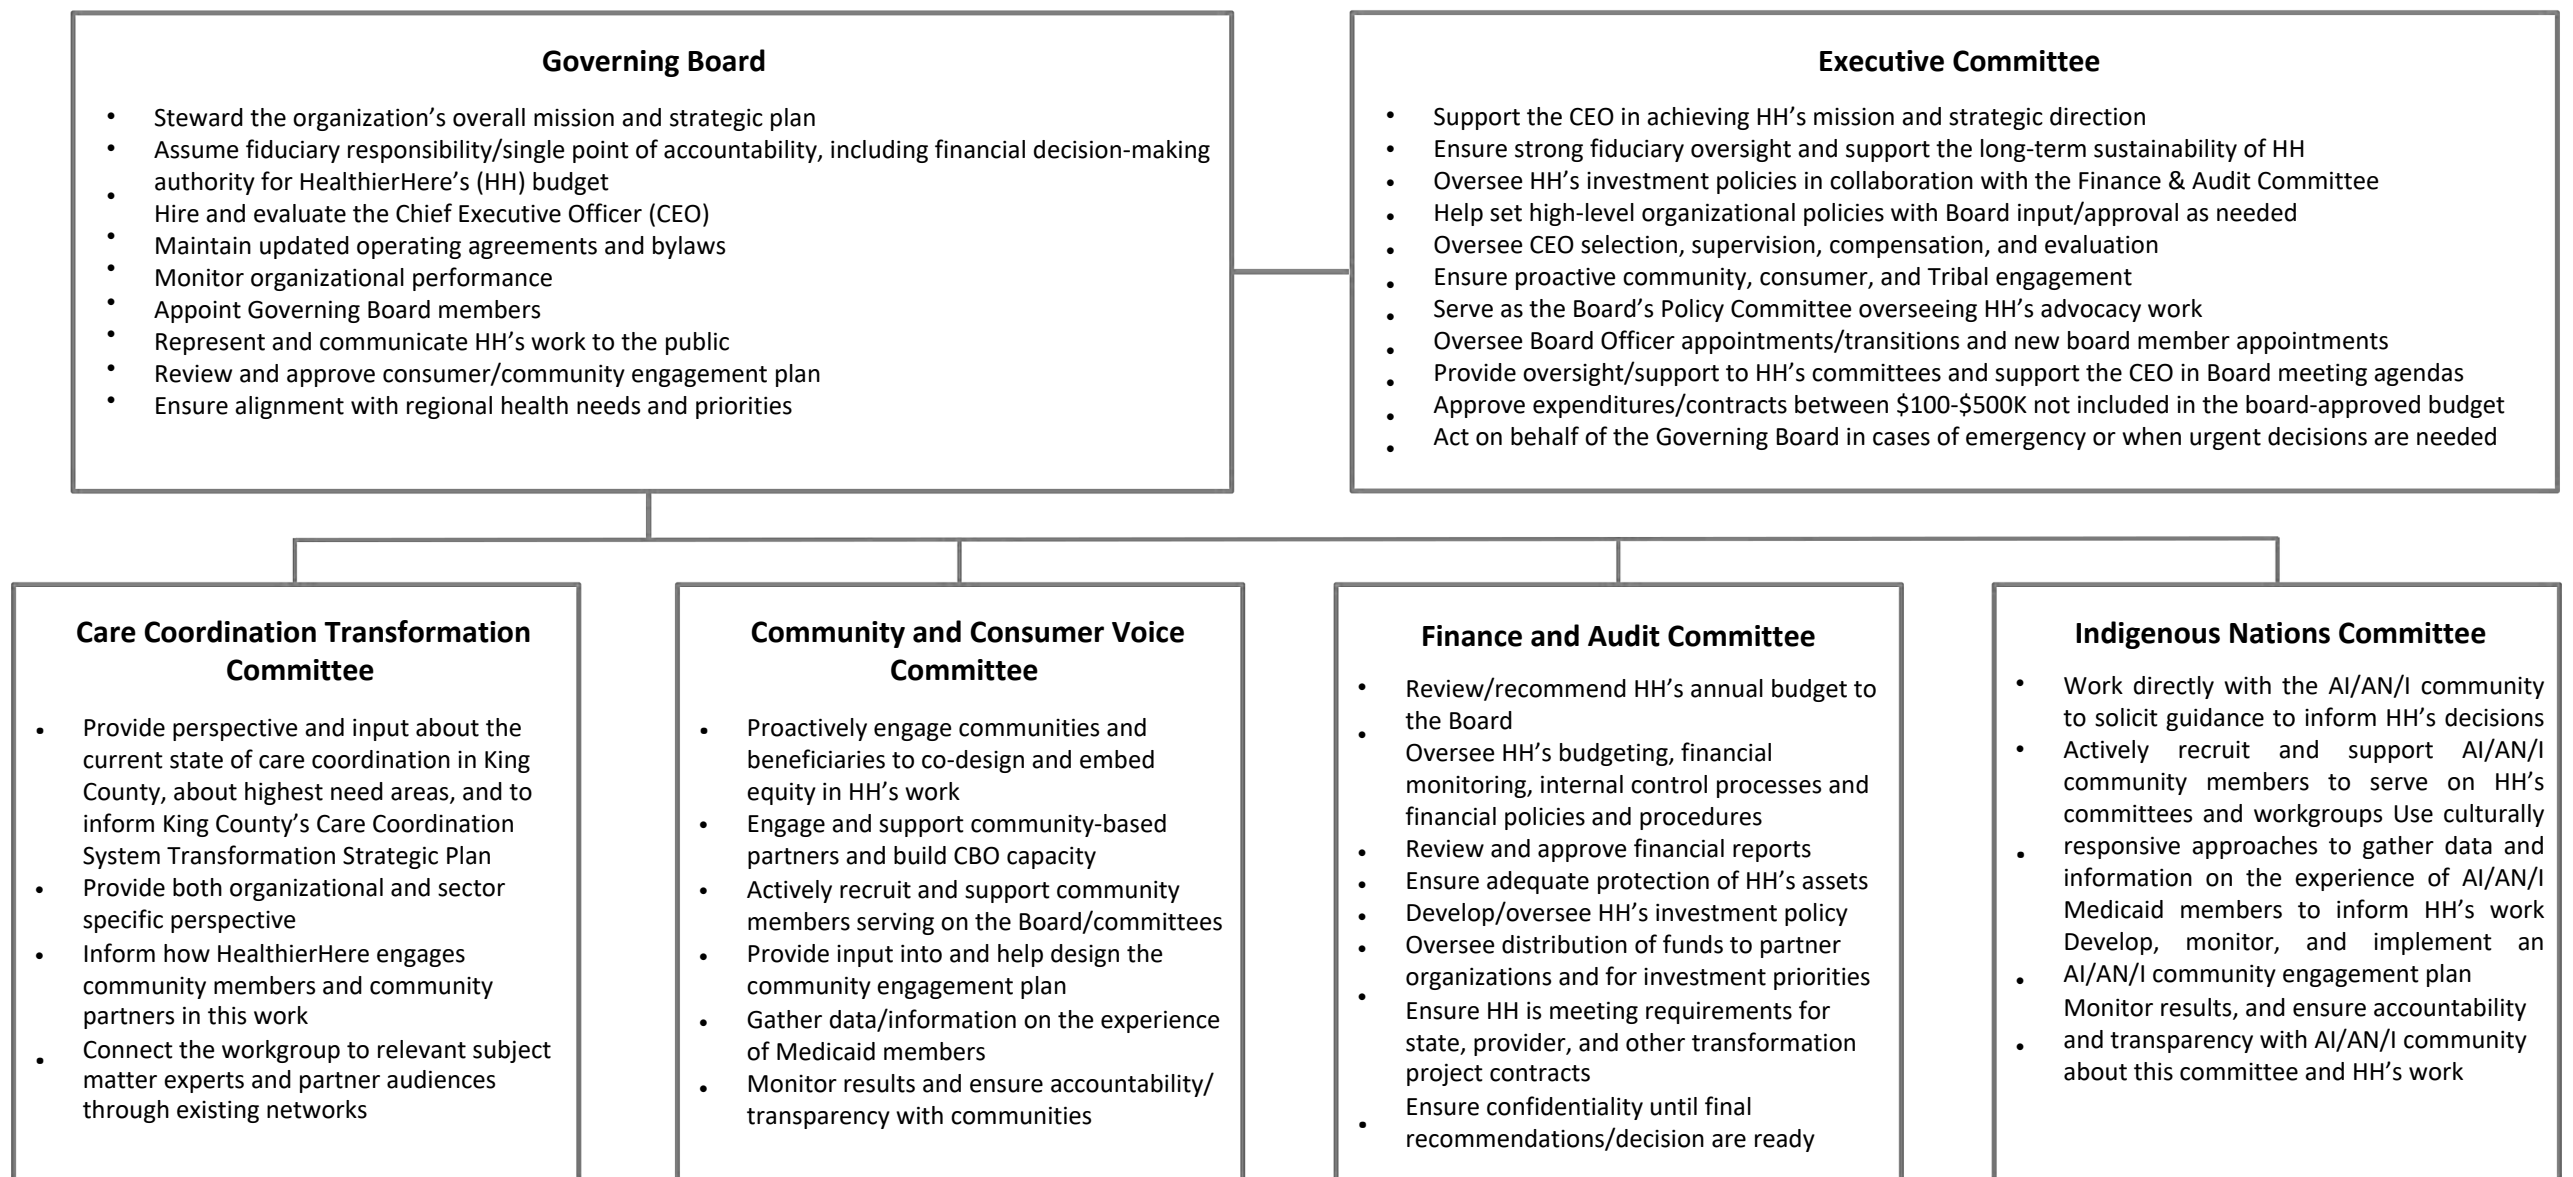 Governing Board
• Steward the organization’s overall mission and strategic plan
• Assume fiduciary responsibility/single point of accountability, including financial decision-making
authority for HealthierHere’s (HH) budget
• Hire and evaluate the Chief Executive Officer (CEO)
• Maintain updated operating agreements and bylaws
• Monitor organizational performance
• Appoint Governing Board members
• Represent and communicate HH’s work to the public
• Review and approve consumer/community engagement plan
• Ensure alignment with regional health needs and priorities
Executive Committee
• Support the CEO in achieving HH’s mission and strategic direction
• Ensure strong fiduciary oversight and support the long-term sustainability of HH
• Oversee HH’s investment policies in collaboration with the Finance & Audit Committee
• Help set high-level organizational policies with Board input/approval as needed
• Oversee CEO selection, supervision, compensation, and evaluation
• Ensure proactive community, consumer, and Tribal engagement
• Serve as the Board’s Policy Committee overseeing HH’s advocacy work
• Oversee Board Officer appointments/transitions and new board member appointments
• Provide oversight/support to HH’s committees and support the CEO in Board meeting agendas
• Approve expenditures/contracts between $100-$500K not included in the board-approved budget
• Act on behalf of the Governing Board in cases of emergency or when urgent decisions are needed
Care Coordination Transformation
Committee
• Provide perspective and input about the
current state of care coordination in King
County, about highest need areas, and to
inform King County’s Care Coordination
System Transformation Strategic Plan
• Provide both organizational and sector
specific perspective
• Inform how HealthierHere engages
community members and community
partners in this work
• Connect the workgroup to relevant subject
matter experts and partner audiences
through existing networks
Community and Consumer Voice
Committee
• Proactively engage communities and
beneficiaries to co-design and embed
equity in HH’s work
• Engage and support community-based
partners and build CBO capacity
• Actively recruit and support community
members serving on the Board/committees
• Provide input into and help design the
community engagement plan
• Gather data/information on the experience
of Medicaid members
• Monitor results and ensure accountability/
transparency with communities
Finance and Audit Committee
• Review/recommend HH’s annual budget to
the Board
• Oversee HH’s budgeting, financial
monitoring, internal control processes and
financial policies and procedures
• Review and approve financial reports
• Ensure adequate protection of HH’s assets
• Develop/oversee HH’s investment policy
• Oversee distribution of funds to partner
organizations and for investment priorities
• Ensure HH is meeting requirements for
state, provider, and other transformation
project contracts
• Ensure confidentiality until final
recommendations/decision are ready
Indigenous Nations Committee
• Work directly with the AI/AN/I community
to solicit guidance to inform HH’s decisions
• Actively recruit and support AI/AN/I
community members to serve on HH’s
committees and workgroups Use culturally
• responsive approaches to gather data and
information on the experience of AI/AN/I
Medicaid members to inform HH’s work
Develop, monitor, and implement an
• AI/AN/I community engagement plan
Monitor results, and ensure accountability
• and transparency with AI/AN/I community
about this committee and HH’s work